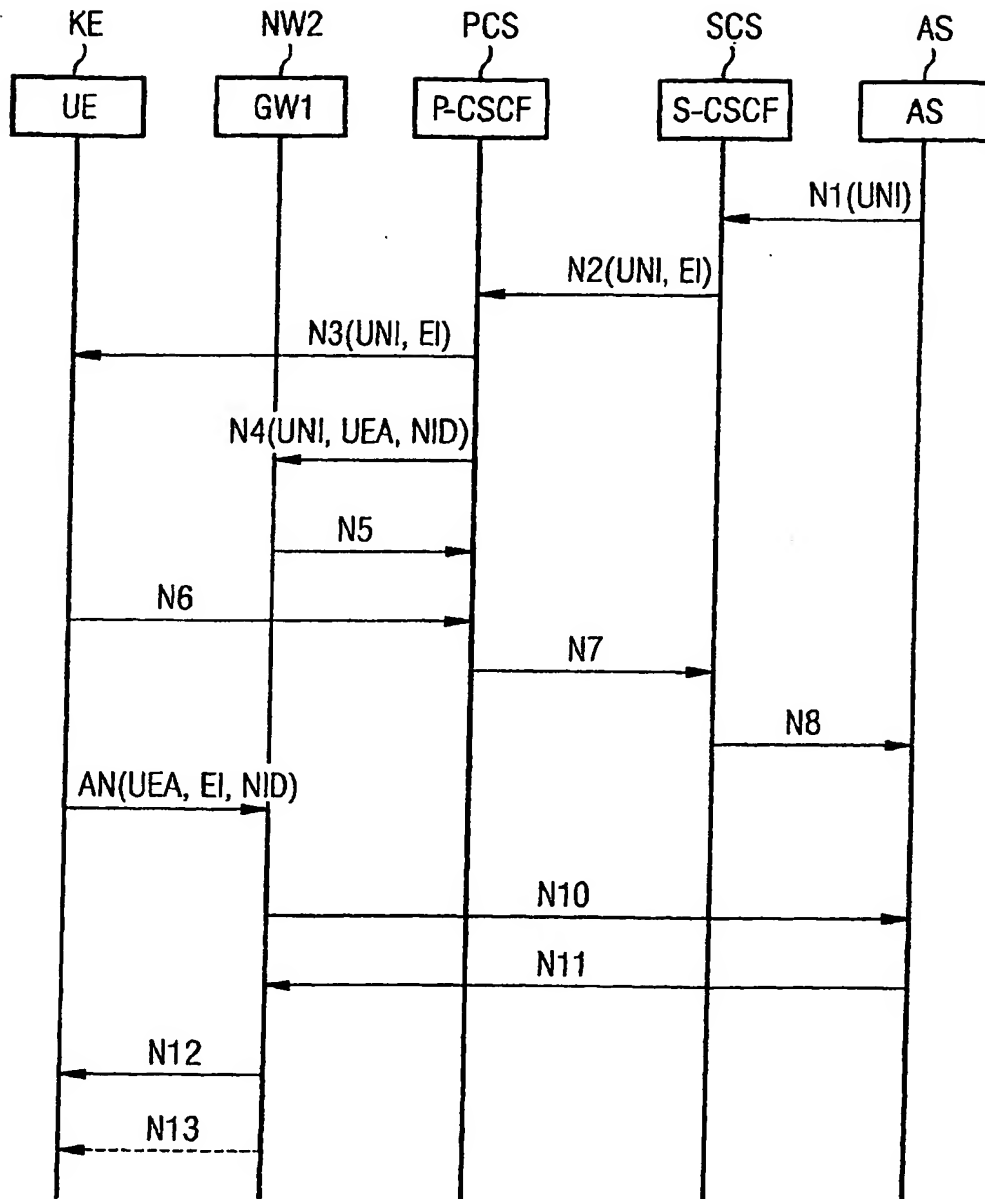 KE NW2 PCS SCS AS
UE GW1 P-CSCF S-CSCF AS
N1(UNI)
N2(UNI, EI)
N3(UNI, EI)
N4(UNI, UEA, NID)
N5
N6
N7
N8
AN(UEA, EI, NID)
N10
N11
N12
N13